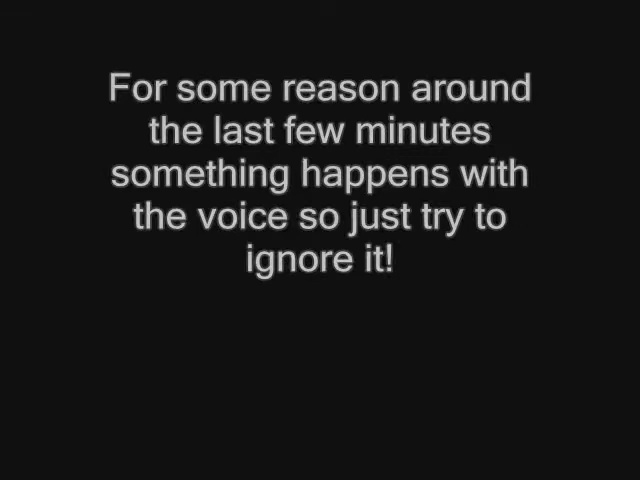 For some reason around
the last few minutes
something happens with
the voice so just try to
ignore it!